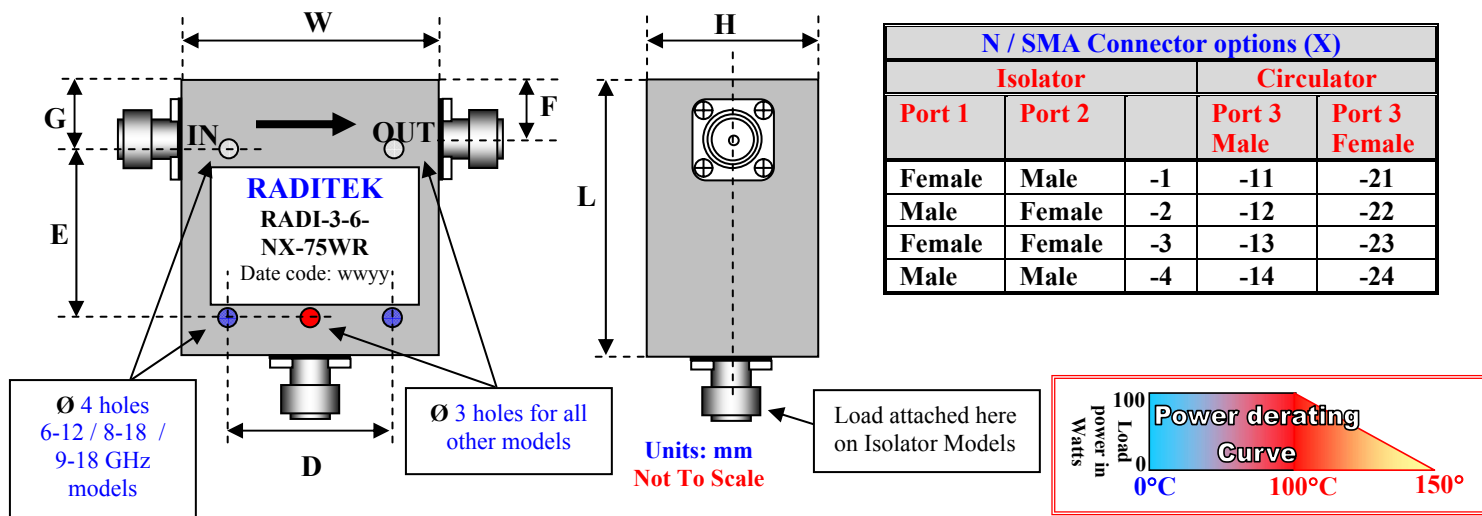 W
G
F
IN
OUT
E
RADITEK
RADI-3-6-
NX-75WR
Date code: wwyy
Ø 4 holes
6-12 / 8-18 /
9-18 GHz
models
D
Ø 3 holes for all
other models
H
L
Units: mm
Not To Scale
Load attached here
on Isolator Models
N / SMA Connector options (X)
Isolator Circulator
Port 1 Port 2 Port 3 Male Port 3 Female
Female Male -1 -11 -21
Male Female -2 -12 -22
Female Female -3 -13 -23
Male Male -4 -14 -24
Load
power in
Watts
100
0
Power derating
Curve
0°C 100°C 150°